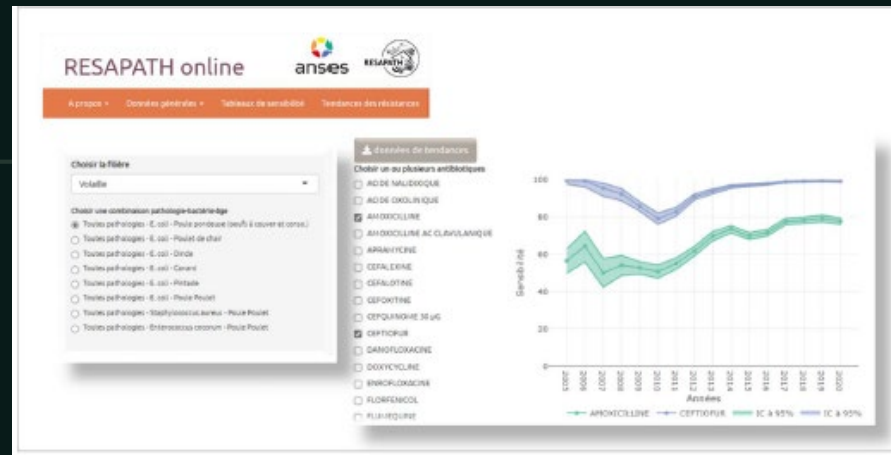 RESAPATH online
anses
RESAPATH
A propos
Données générales
Tableaux de sensibilité
Tendances des résistances
Choisir la filière
Volaille
Choisir une combinaison pathologie-bactérie-âge
Toutes pathologies - E. coli - Poule pondeuse (oeufs à couver et conso.)
Toutes pathologies - E. coli - Poulet de chair
Toutes pathologies - E. coli - Dinde
Toutes pathologies - E. coli - Canard
Toutes pathologies - E. coli - Pintade
Toutes pathologies - E. coli - Poule Poulet
Toutes pathologies - Staphylococcus aureus - Poule Poulet
Toutes pathologies - Enterococcus cecorum - Poule Poulet
données de tendances
Choisir un ou plusieurs antibiotiques
ACIDE NALIDIXIQUE
ACIDE OXOLINIQUE
AMOXICILLINE
AMOXICILLINE AC CLAVULANIQUE
APRAMYCINE
CEFALEXINE
CEFALOTINE
CEFOXITINE
CEFQUINOME 30 µG
CEFTIOFUR
DANOFLOXACINE
DOXYCYCLINE
ENROFLOXACINE
FLORFENICOL
FLUMEQUINE
Sensibilité
100
80
60
40
20
0
2005 2006 2007 2008 2009 2010 2011 2012 2013 2014 2015 2016 2017 2018 2019 2020
Années
AMOXICILLINE CEFTIOFUR IC à 95% IC à 95%